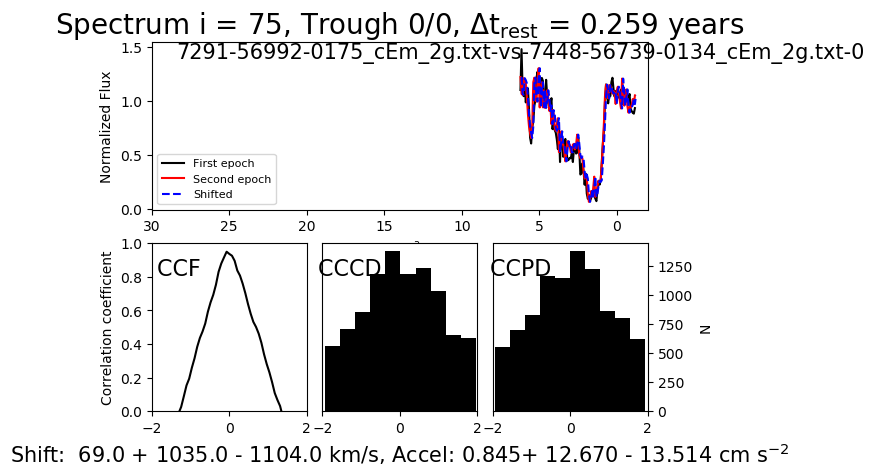 Spectrum i = 75, Trough 0/0, Δt_rest = 0.259 years
7291-56992-0175_cEm_2g.txt-vs-7448-56739-0134_cEm_2g.txt-0
Normalized Flux
1.5
1.0
0.5
0.0
First epoch
Second epoch
Shifted
30 25 20 15 10 5 0
Correlation coefficient
1.0
0.8
0.6
0.4
0.2
0.0
CCF
CCCD
CCPD
1250
1000
750
500
250
0
N
−2 0 2
−2 0 2
−2 0 2
Shift: 69.0 + 1035.0 - 1104.0 km/s, Accel: 0.845+ 12.670 - 13.514 cm s⁻²